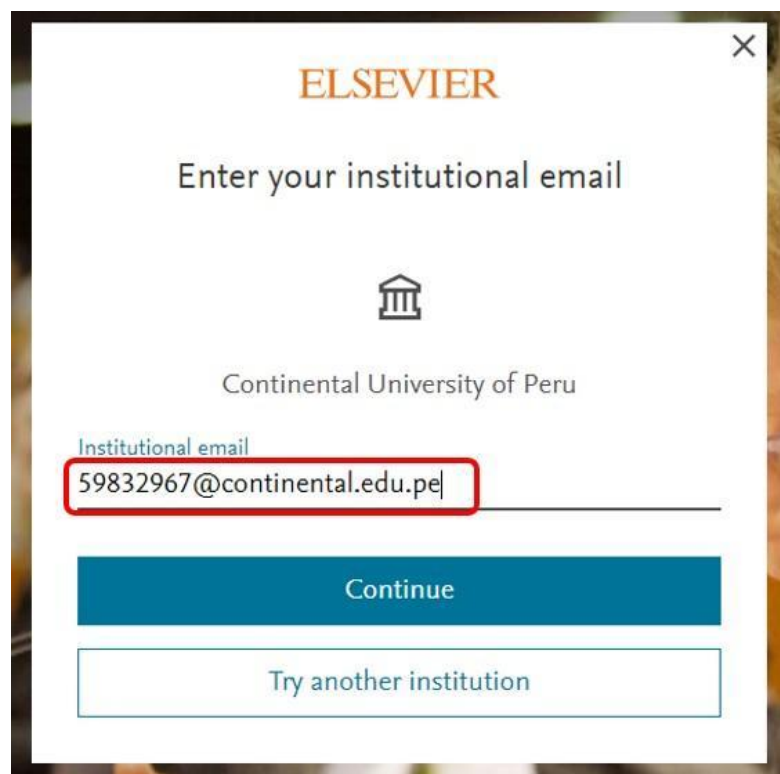 ELSEVIER
Enter your institutional email
Continental University of Peru
Institutional email
59832967@continental.edu.pe
Continue
Try another institution